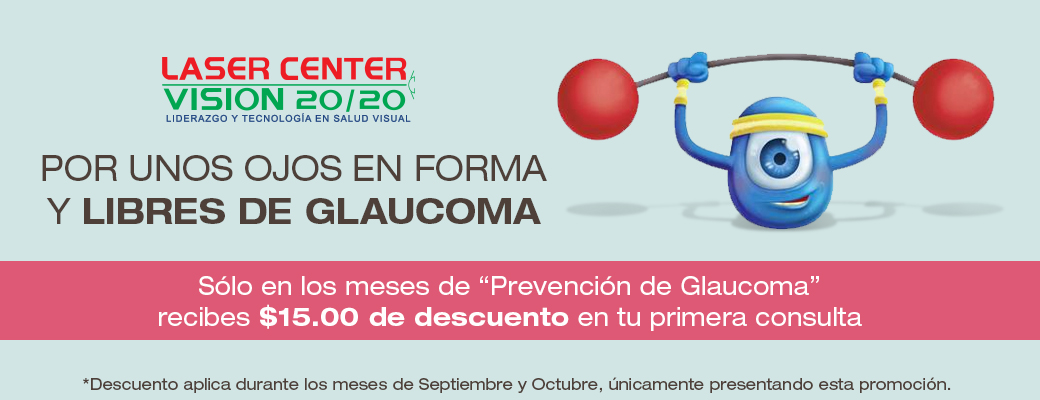 LASER CENTER
VISION 20/20
LIDERAZGO Y TECNOLOGÍA EN SALUD VISUAL
POR UNOS OJOS EN FORMA
Y LIBRES DE GLAUCOMA
Sólo en los meses de “Prevención de Glaucoma”
recibes $15.00 de descuento en tu primera consulta
*Descuento aplica durante los meses de Septiembre y Octubre, únicamente presentando esta promoción.